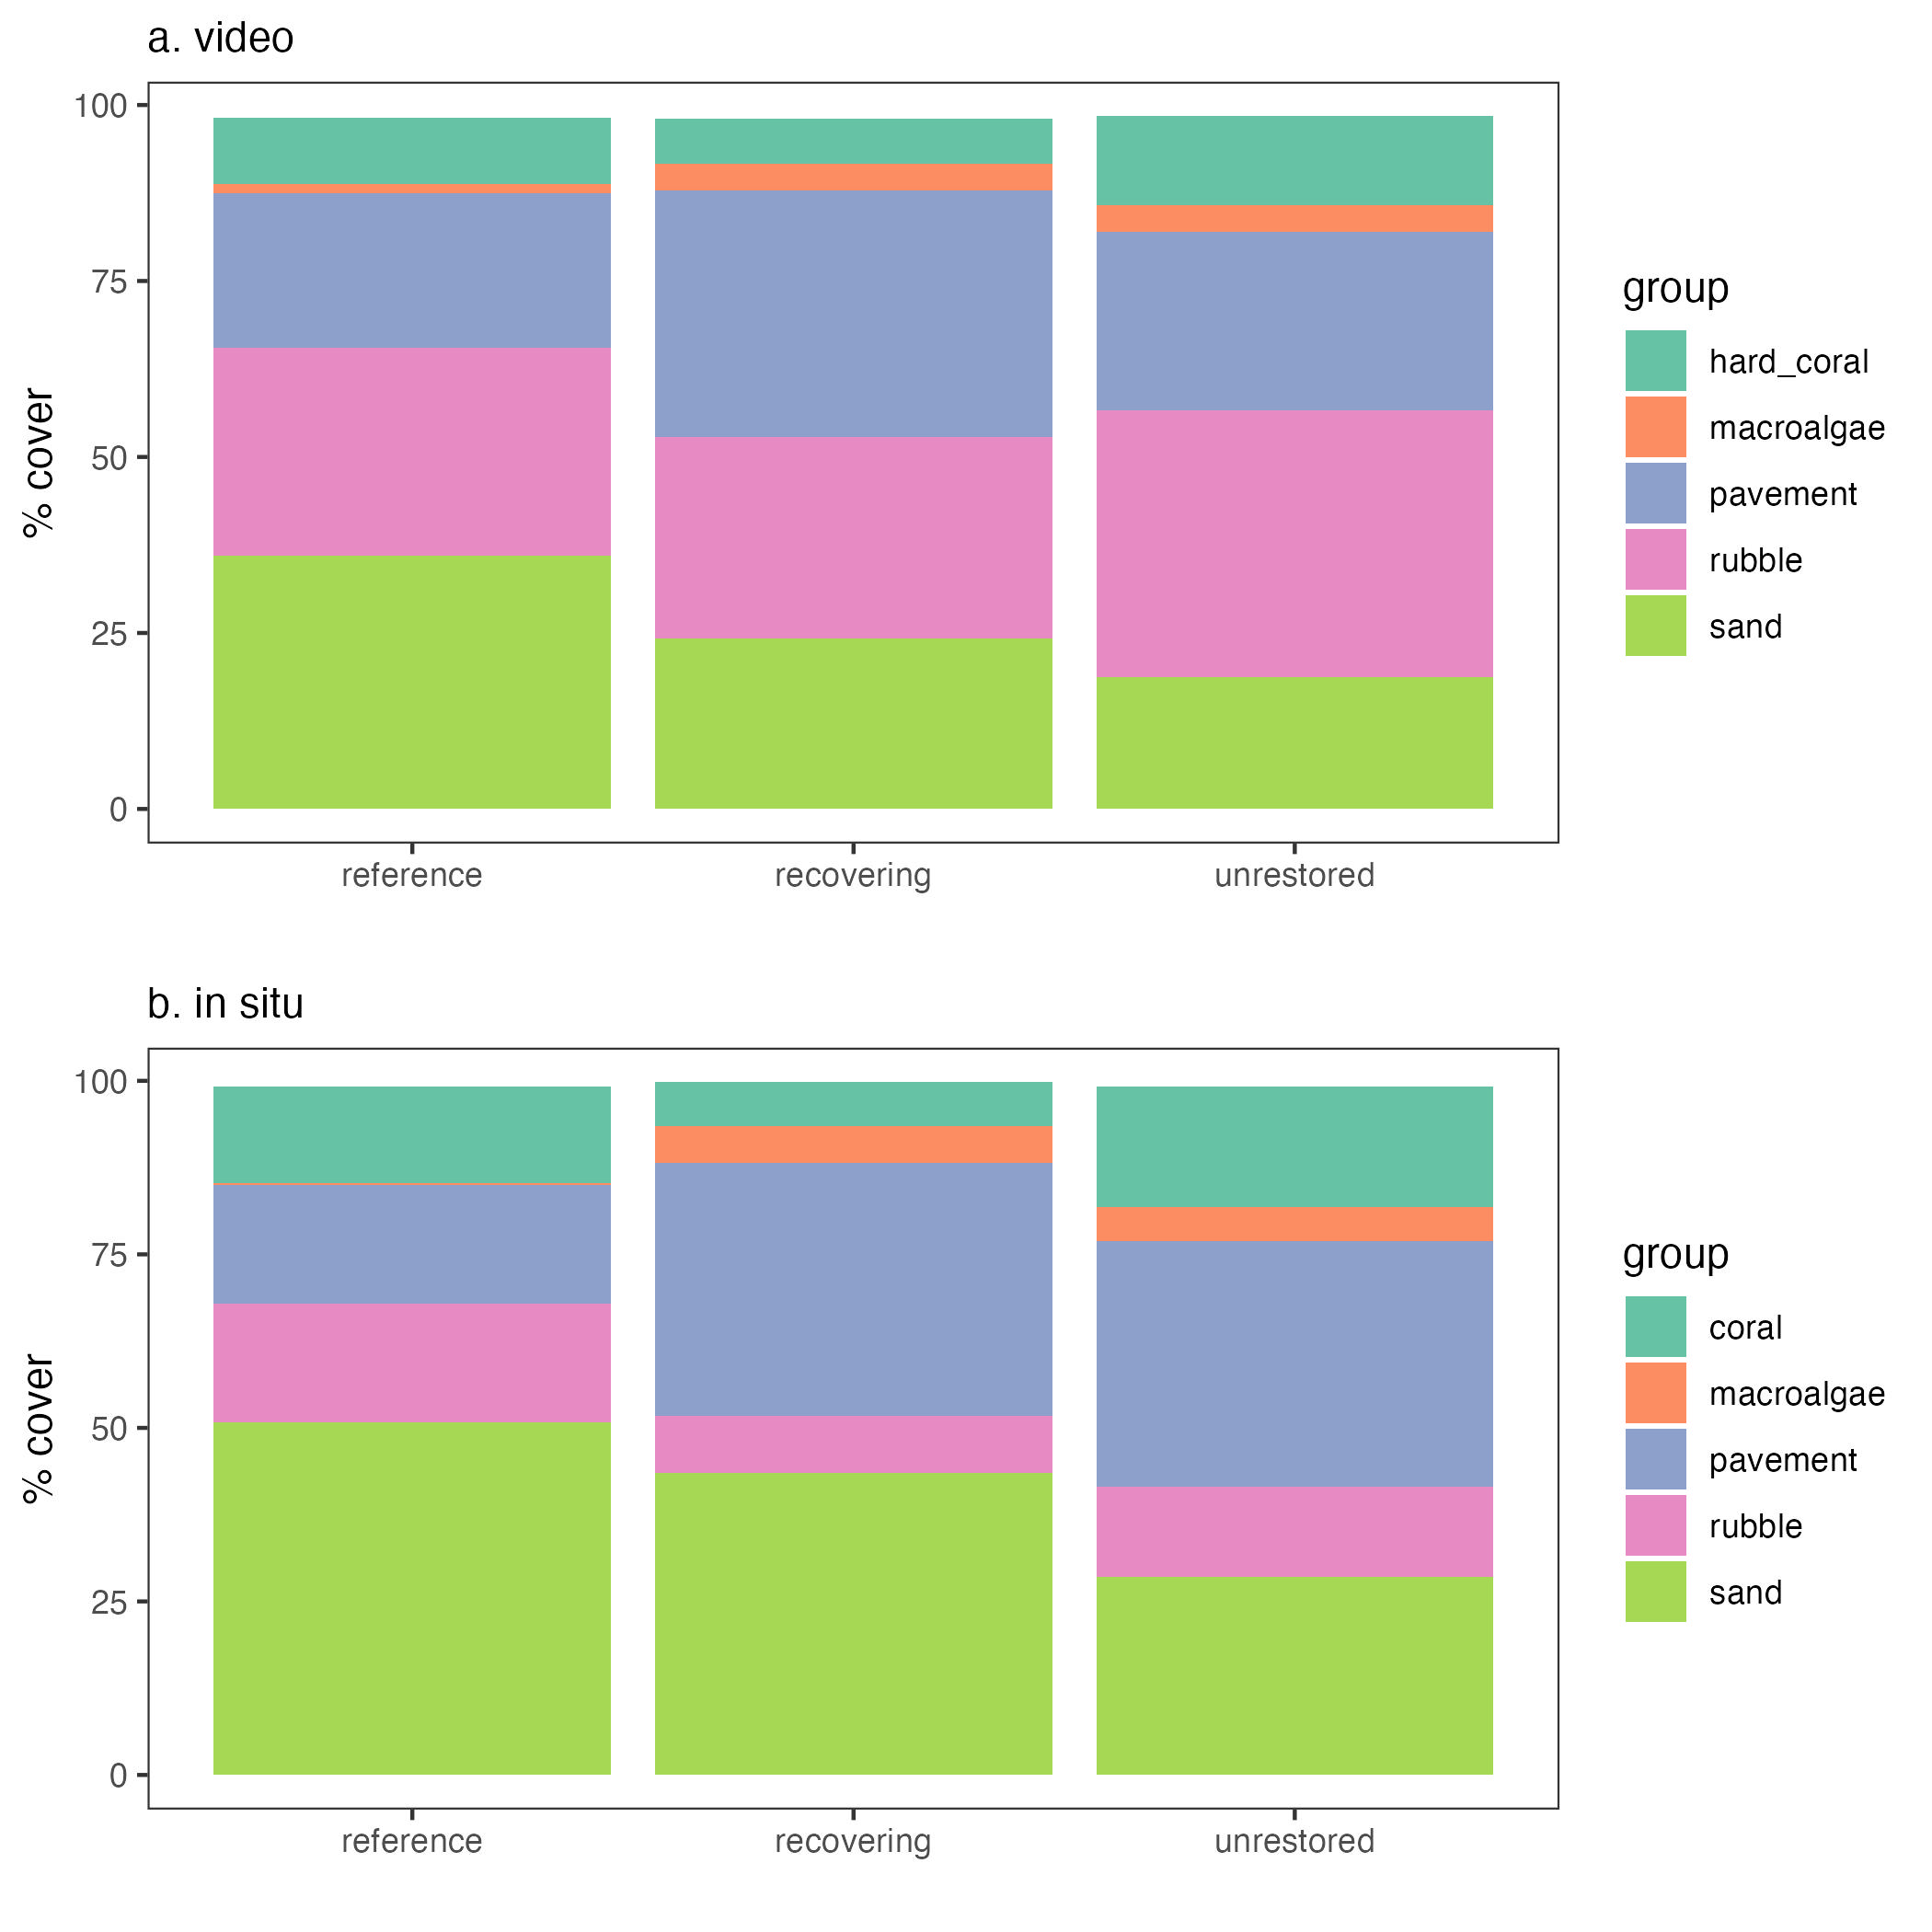 a. video
100
75
50
25
0
% cover
reference recovering unrestored
group
hard_coral
macroalgae
pavement
rubble
sand
b. in situ
100
75
50
25
0
% cover
reference recovering unrestored
group
coral
macroalgae
pavement
rubble
sand